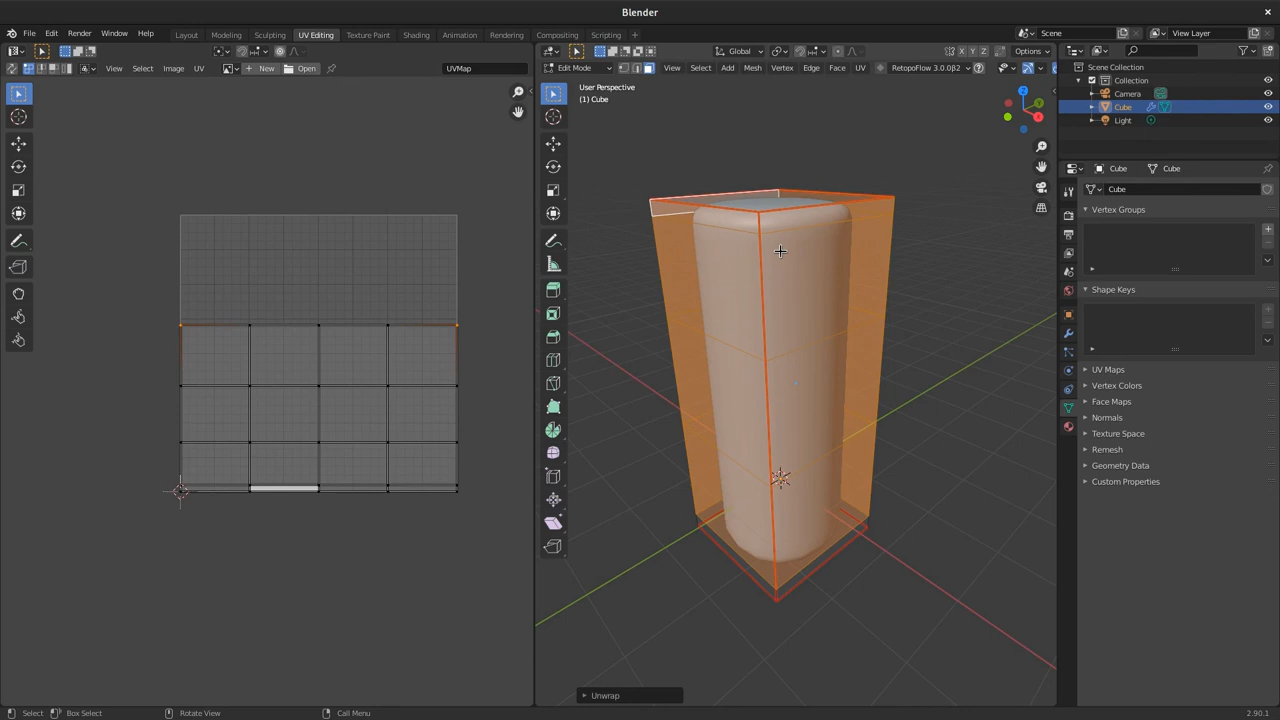 Blender
File Edit Render Window Help Layout Modeling Sculpting UV Editing Texture Paint Shading Animation Rendering Compositing Scripting Scene View Layer
Global X Y Z Options
View Select Image UV New Open UVMap Edit Mode View Select Add Mesh Vertex Edge Face UV RetopoFlow 3.0.0β2
Scene Collection
Collection
Camera
Cube
Light
User Perspective
(1) Cube
Z
Y
X
Cube Cube
Cube
Vertex Groups
Shape Keys
UV Maps
Vertex Colors
Face Maps
Normals
Texture Space
Remesh
Geometry Data
Custom Properties
Unwrap
Select Box Select Rotate View Call Menu 2.90.1